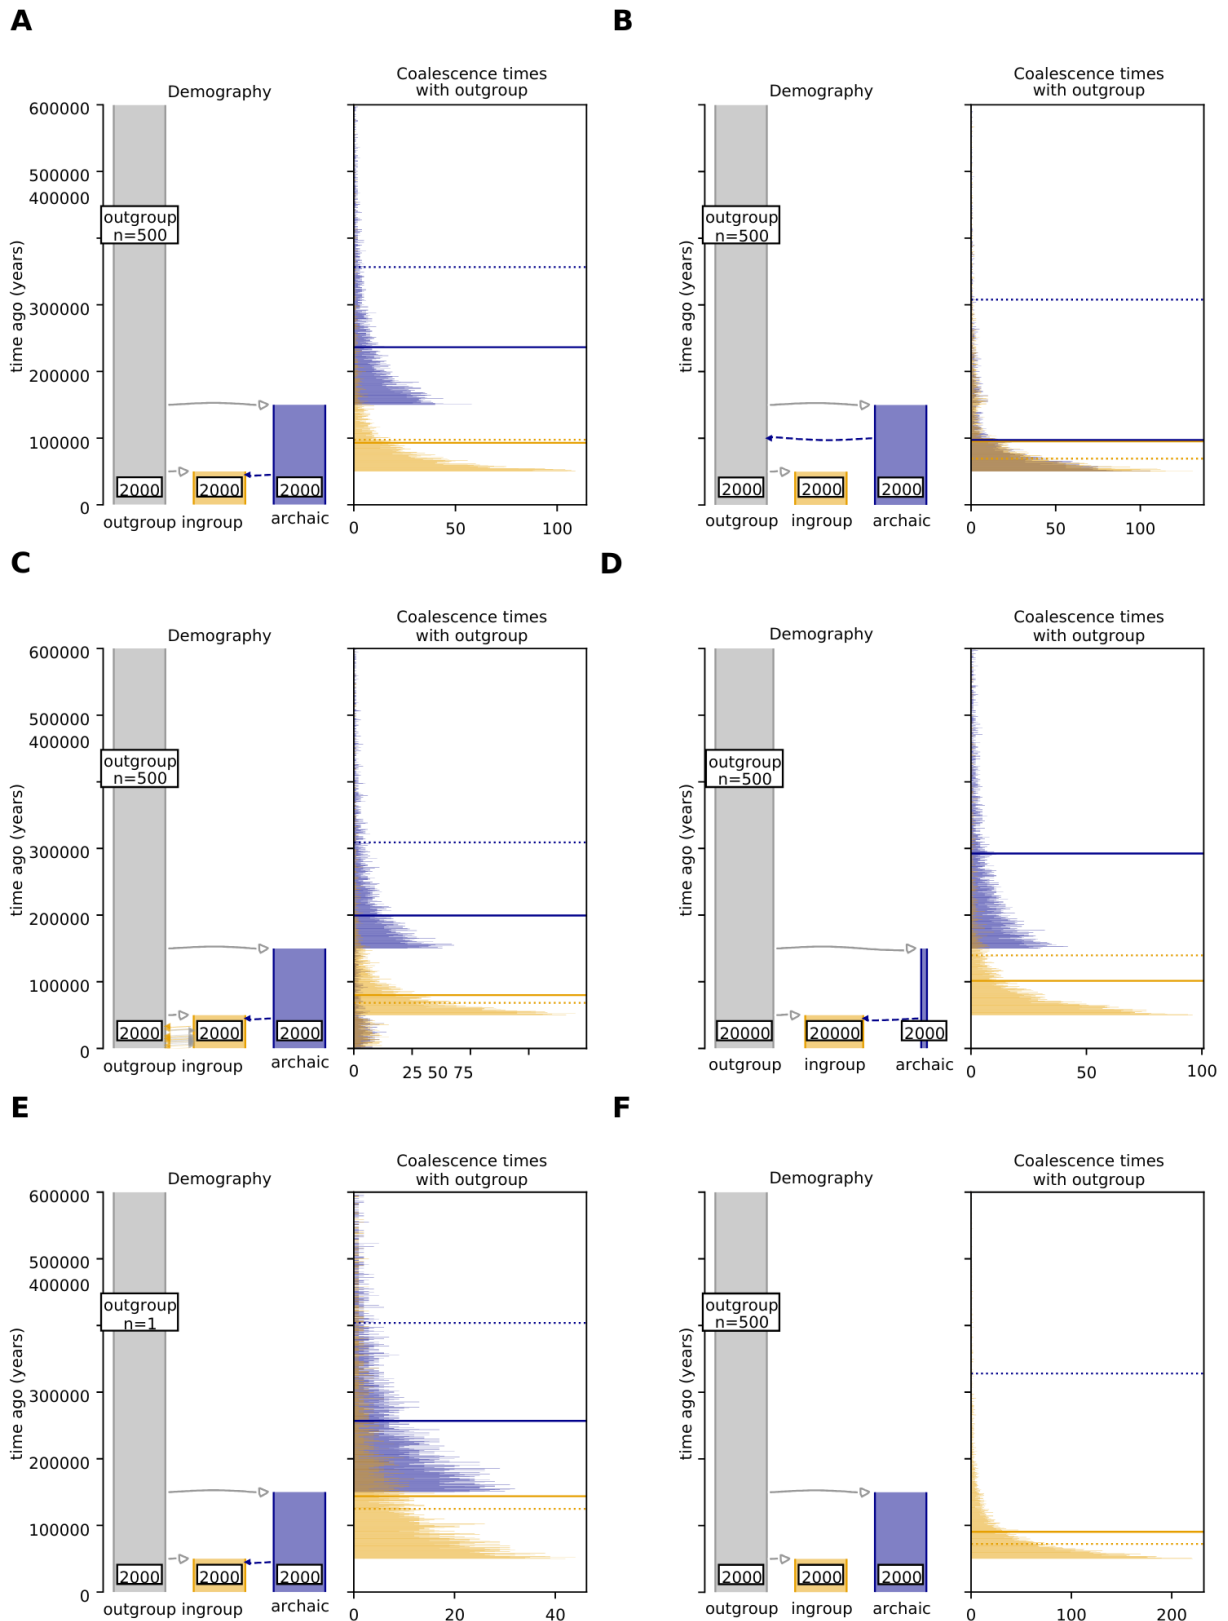 A
B
Demography
Coalescence times
with outgroup
600000
500000
400000
300000
200000
100000
0
time ago (years)
outgroup
n=500
2000
2000
2000
outgroup
ingroup
archaic
0
50
100
Demography
Coalescence times
with outgroup
time ago (years)
outgroup
n=500
2000
2000
2000
outgroup
ingroup
archaic
0
50
100
C
D
Demography
Coalescence times
with outgroup
600000
500000
400000
300000
200000
100000
0
time ago (years)
outgroup
n=500
2000
2000
2000
outgroup
ingroup
archaic
0
25 50 75
Demography
Coalescence times
with outgroup
time ago (years)
outgroup
n=500
20000
20000
2000
outgroup
ingroup
archaic
0
50
100
E
F
Demography
Coalescence times
with outgroup
600000
500000
400000
300000
200000
100000
0
time ago (years)
outgroup
n=1
2000
2000
2000
outgroup
ingroup
archaic
0
20
40
Demography
Coalescence times
with outgroup
time ago (years)
outgroup
n=500
2000
2000
2000
outgroup
ingroup
archaic
0
100
200